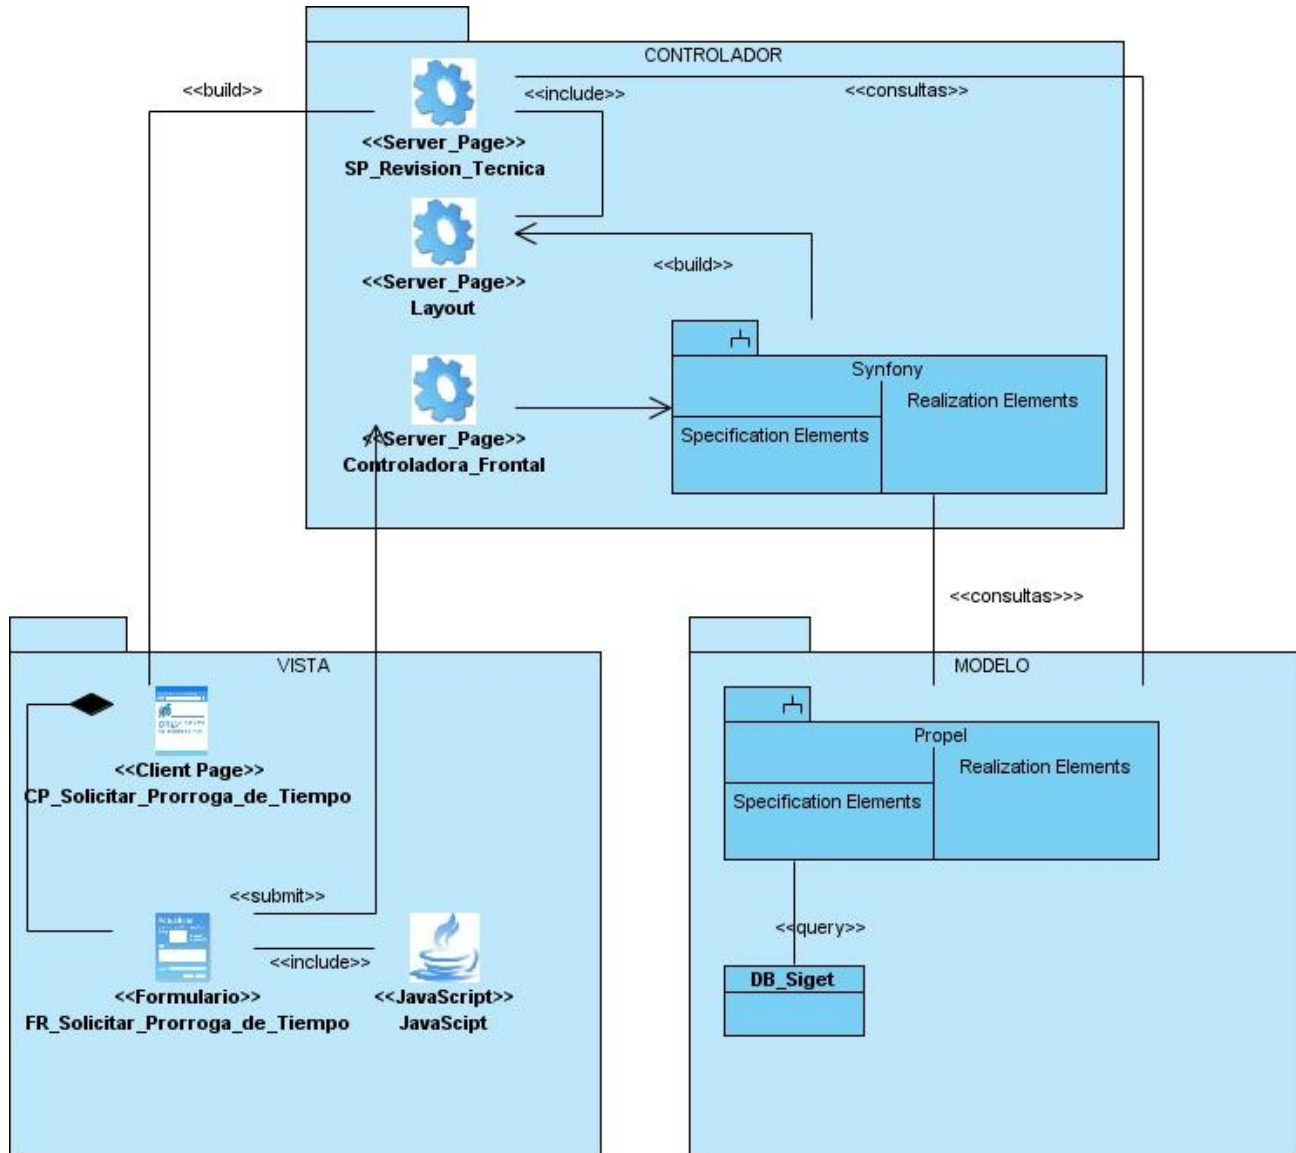 CONTROLADOR
<<build>>
<<include>>
<<consultas>>
<<Server_Page>>
SP_Revision_Tecnica
<<build>>
<<Server_Page>>
Layout
Synfony
Realization Elements
Specification Elements
<<Server_Page>>
Controladora_Frontal
<<consultas>>>
VISTA
<<Client Page>>
CP_Solicitar_Prorroga_de_Tiempo
<<submit>>
<<include>>
<<Formulario>>
FR_Solicitar_Prorroga_de_Tiempo
<<JavaScript>>
JavaScipt
MODELO
Propel
Realization Elements
Specification Elements
<<query>>
DB_Siget